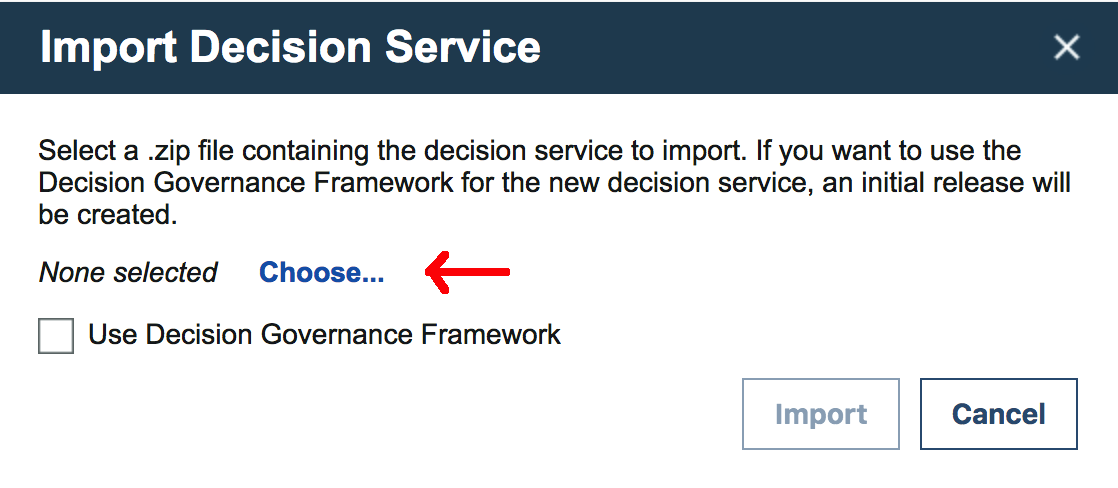 Import Decision Service
Select a .zip file containing the decision service to import. If you want to use the
Decision Governance Framework for the new decision service, an initial release will
be created.
None selected Choose...
Use Decision Governance Framework
Import Cancel